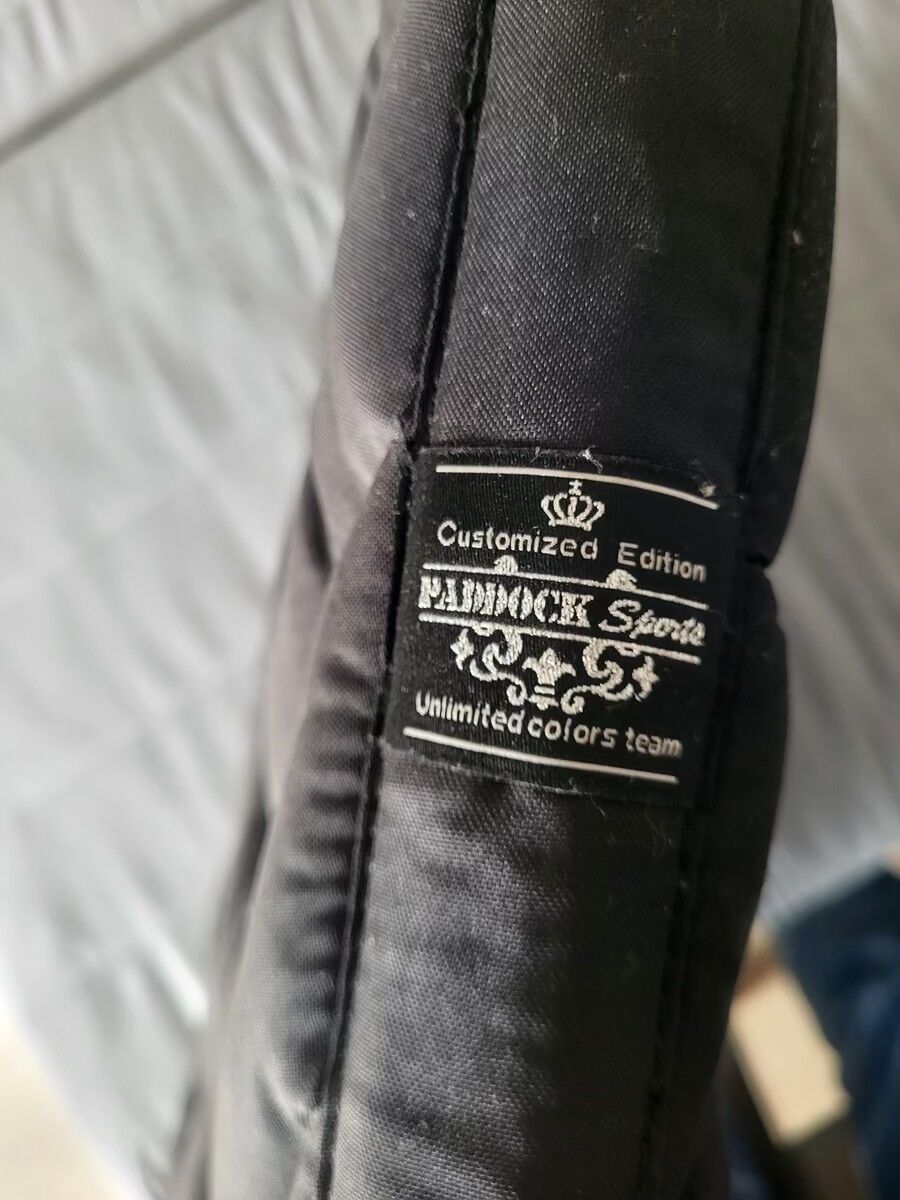 Customized Edition
PADDOCK Sports
Unlimited colors team